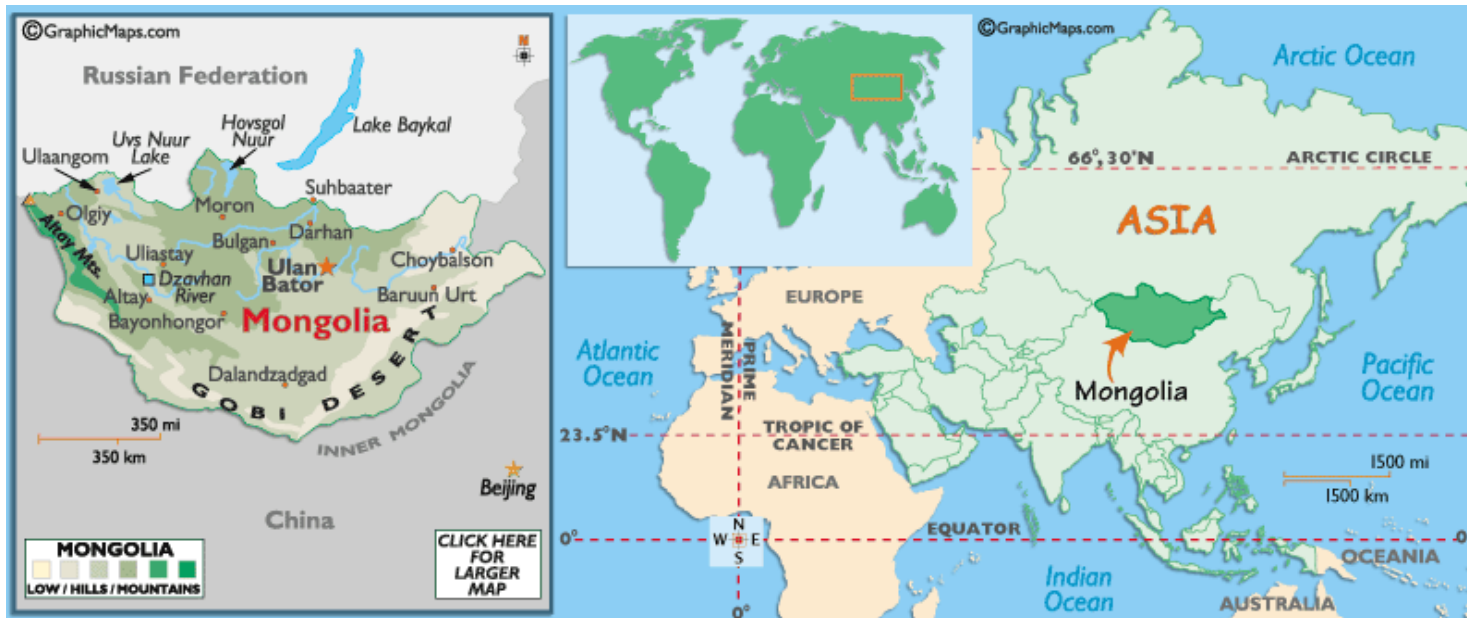 ©GraphicMaps.com
N
Russian Federation
Lake Baykal
Hovsgol
Nuur
Uvs Nuur
Lake
Ulaangom
Suhbaater
Olgiy
Moron
Darhan
Bulgan
Altay Mts.
Uliastay
Ulan
Bator
Choybalson
Dzavhan
River
Altay
Baruun Urt
Bayonhongor
Mongolia
Dalandzadgad
GOBI DESERT
INNER MONGOLIA
350 mi
350 km
Beijing
China
MONGOLIA
LOW / HILLS / MOUNTAINS
CLICK HERE
FOR
LARGER
MAP
©GraphicMaps.com
Arctic Ocean
66°, 30'N
ARCTIC CIRCLE
ASIA
EUROPE
Atlantic
Ocean
PRIME
MERIDIAN
Mongolia
Pacific
Ocean
23.5°N
TROPIC OF
CANCER
AFRICA
1500 mi
1500 km
N
W E
S
EQUATOR
0°
0°
OCEANIA
Indian
Ocean
AUSTRALIA
0°